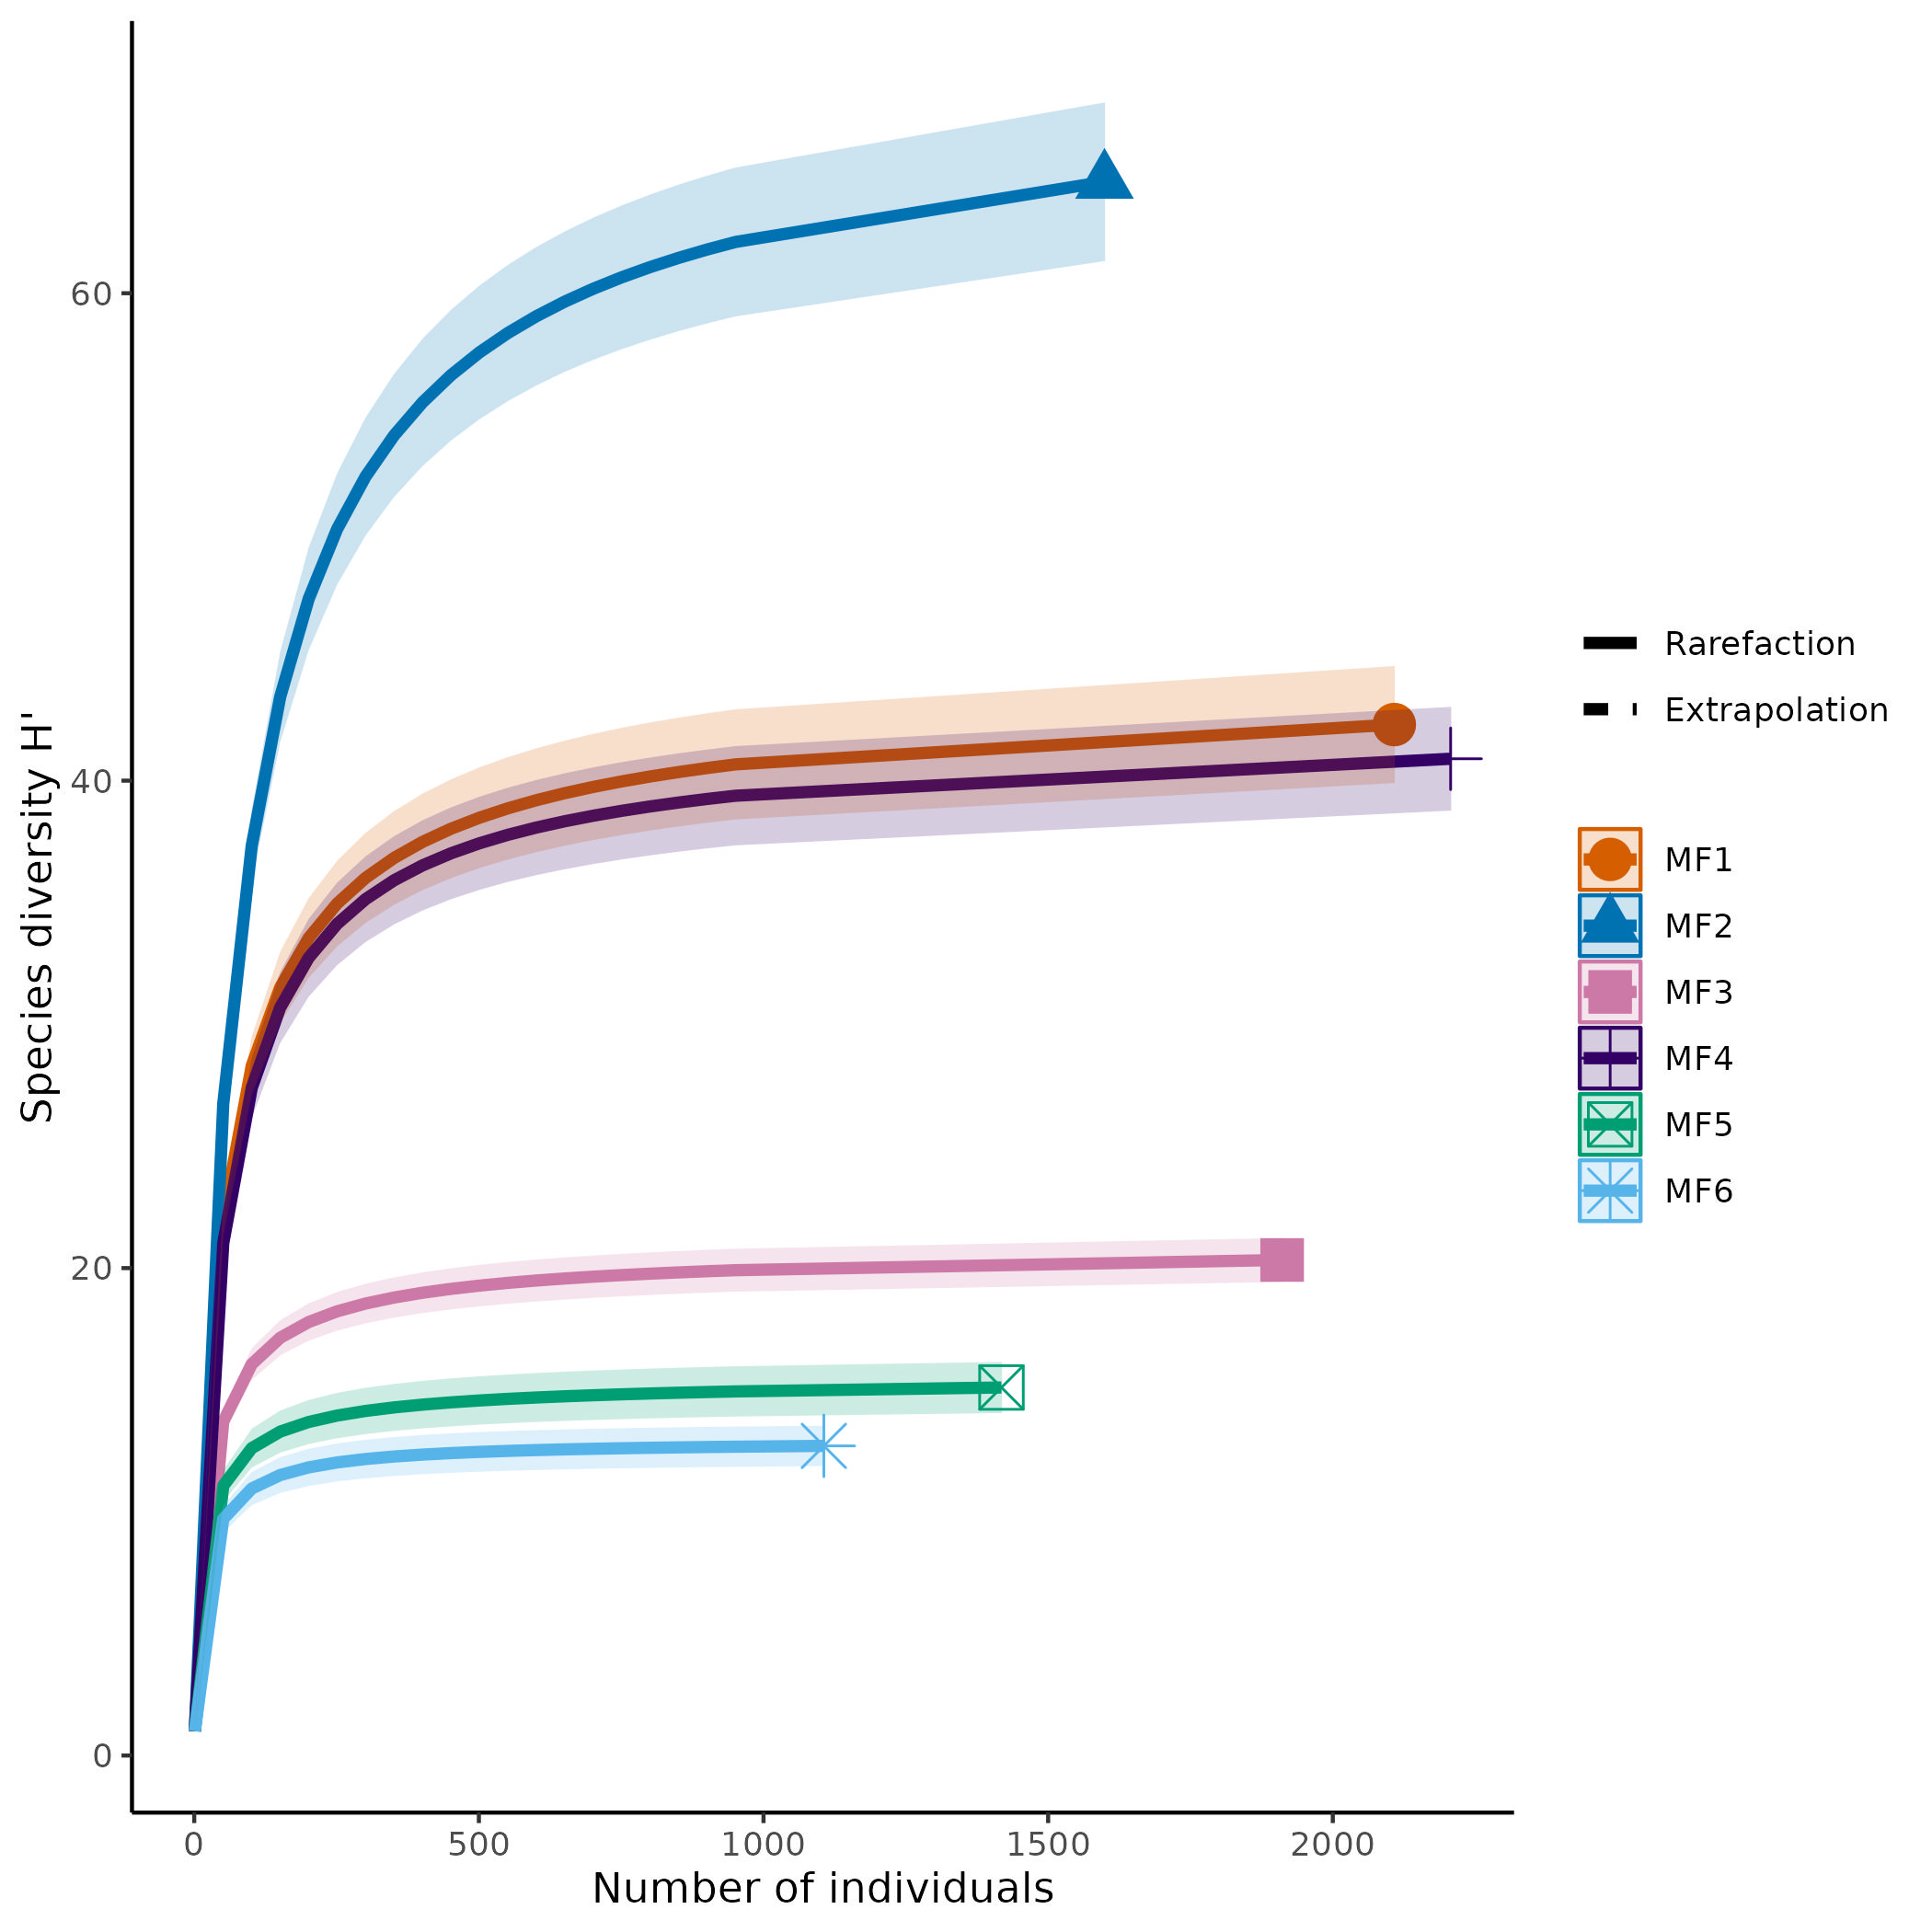 60
40
20
0
Species diversity H'
0 500 1000 1500 2000
Number of individuals
Rarefaction
Extrapolation
MF1
MF2
MF3
MF4
MF5
MF6